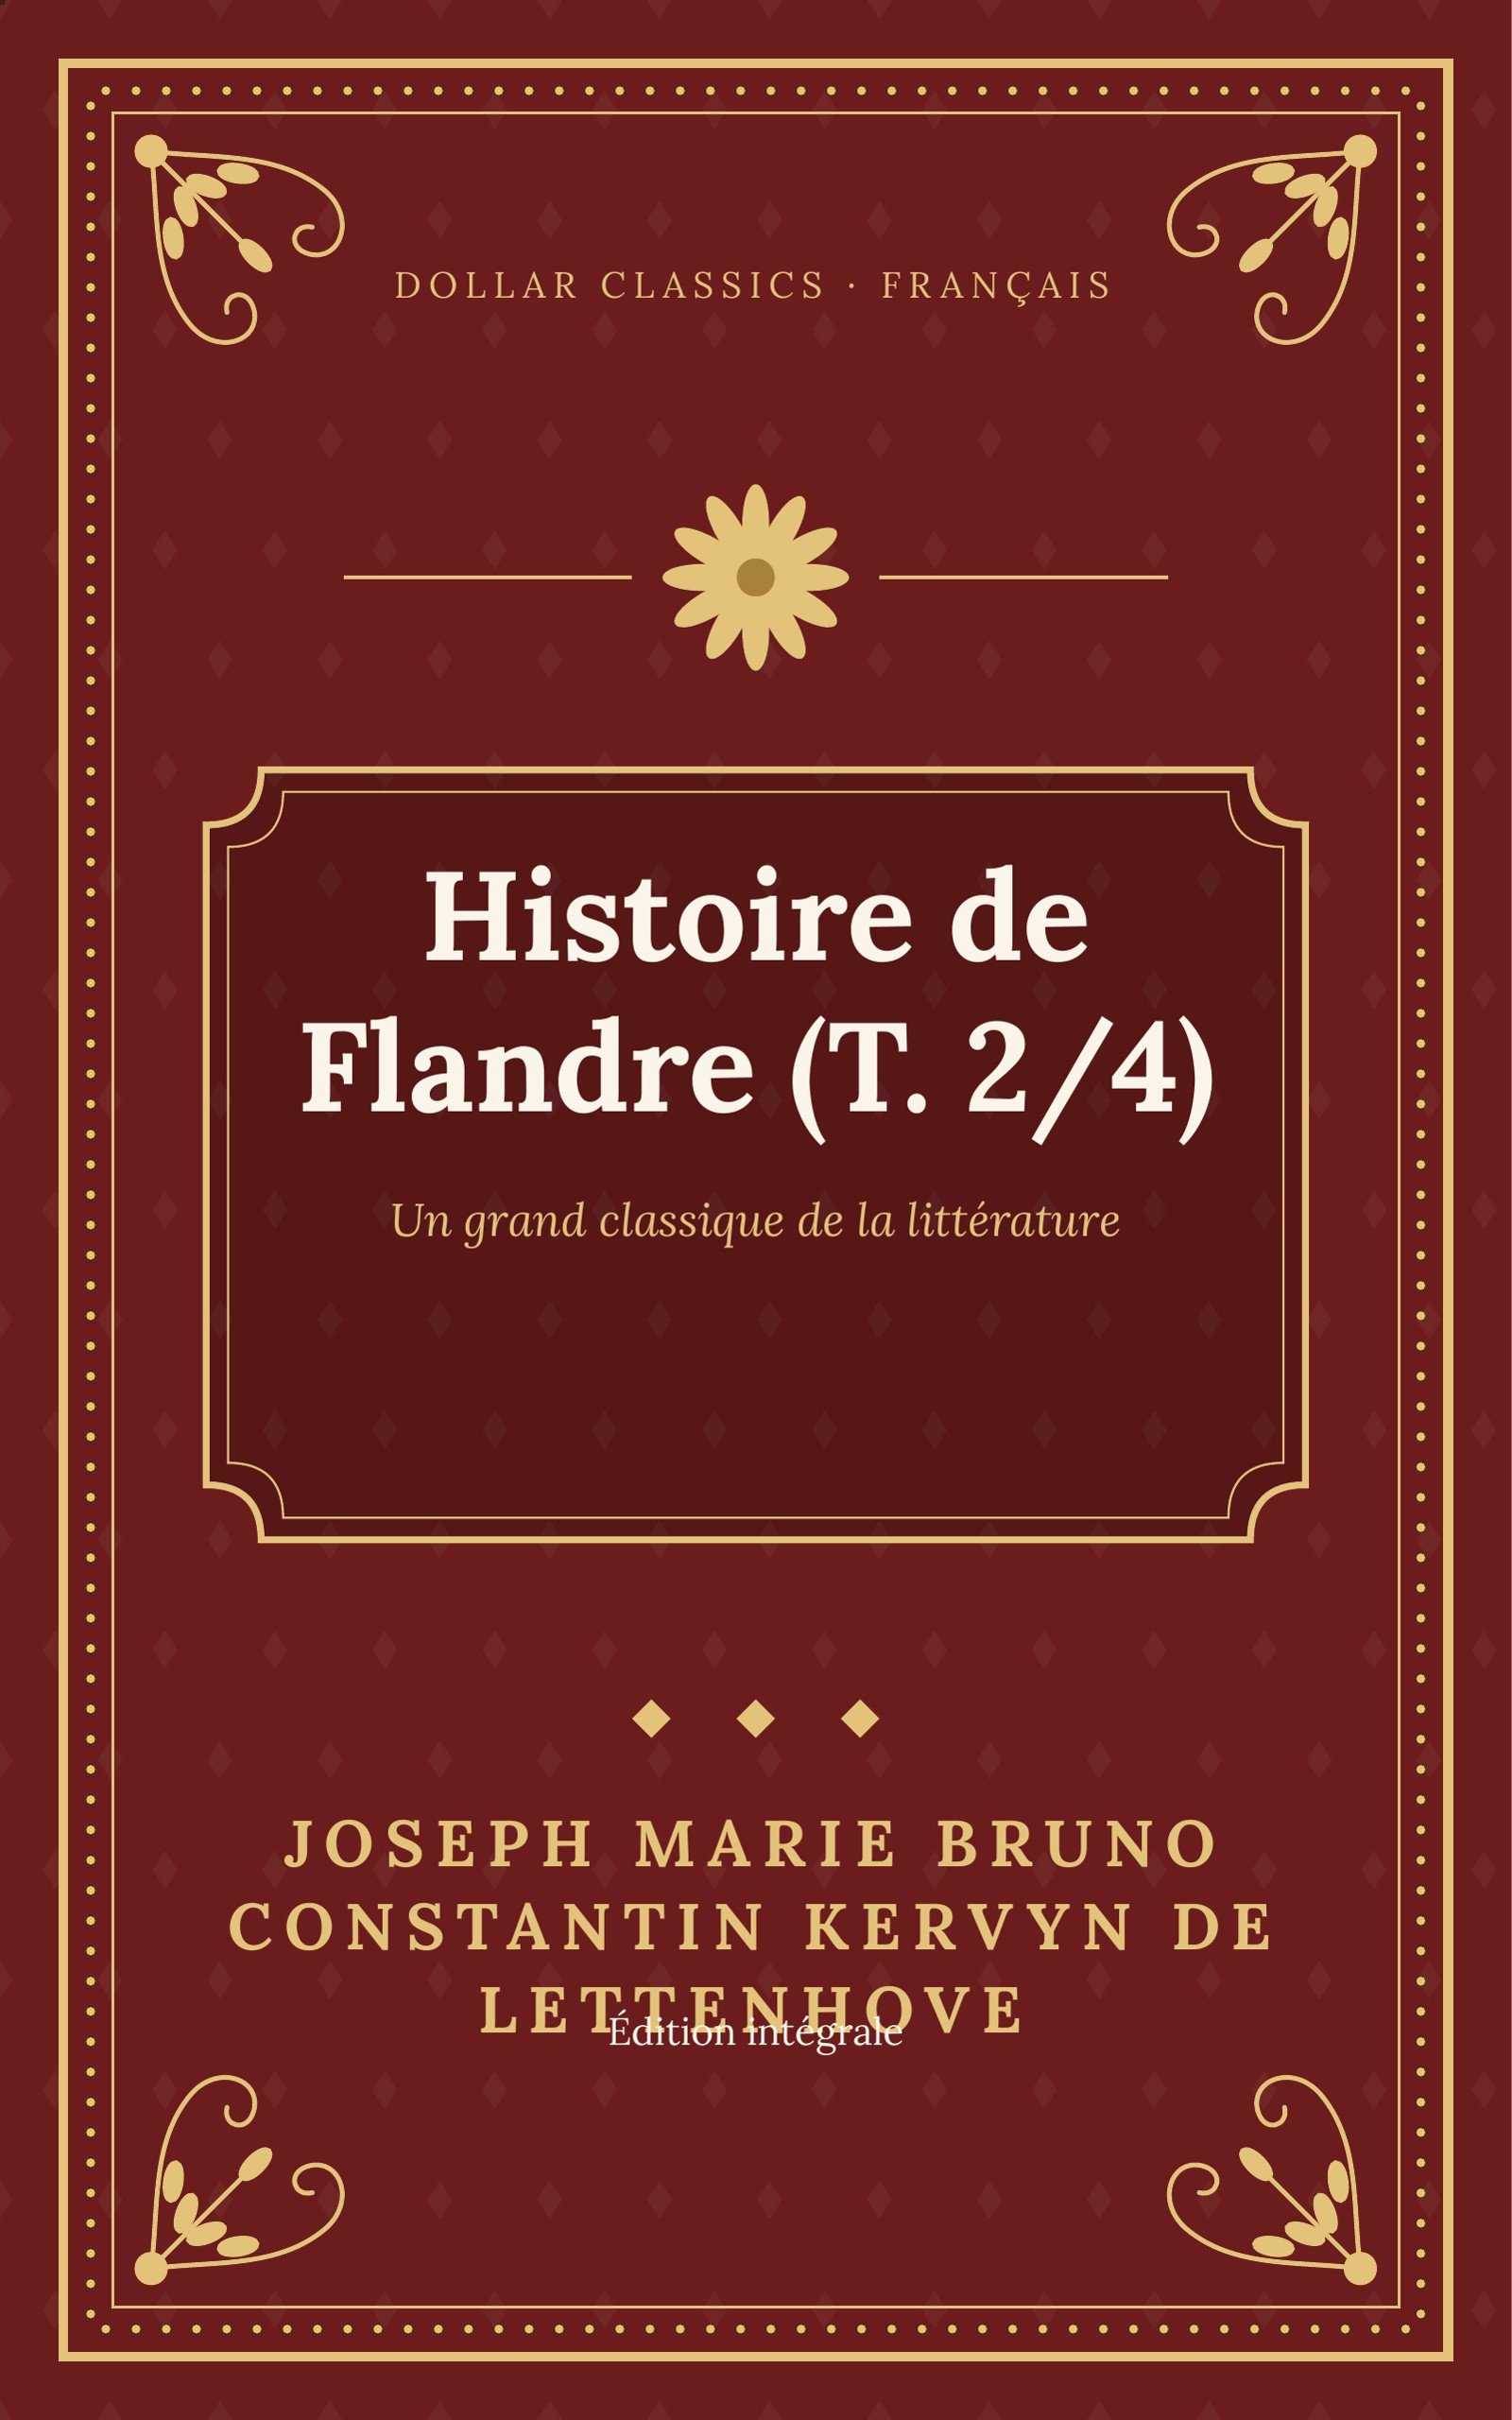 DOLLAR CLASSICS · FRANÇAIS
Histoire de
Flandre (T. 2/4)
Un grand classique de la littérature
JOSEPH MARIE BRUNO
CONSTANTIN KERVYN DE
LETTENHOVE
Édition intégrale